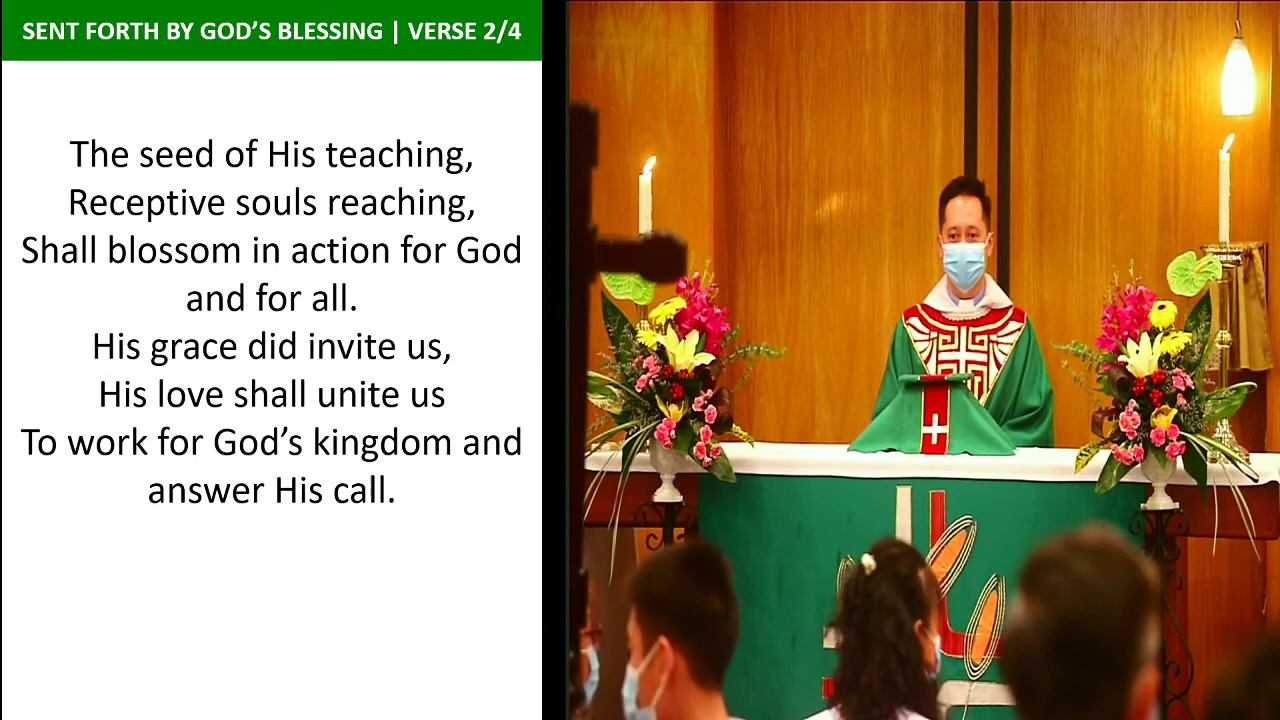 SENT FORTH BY GOD’S BLESSING | VERSE 2/4
The seed of His teaching,
Receptive souls reaching,
Shall blossom in action for God
and for all.
His grace did invite us,
His love shall unite us
To work for God’s kingdom and
answer His call.